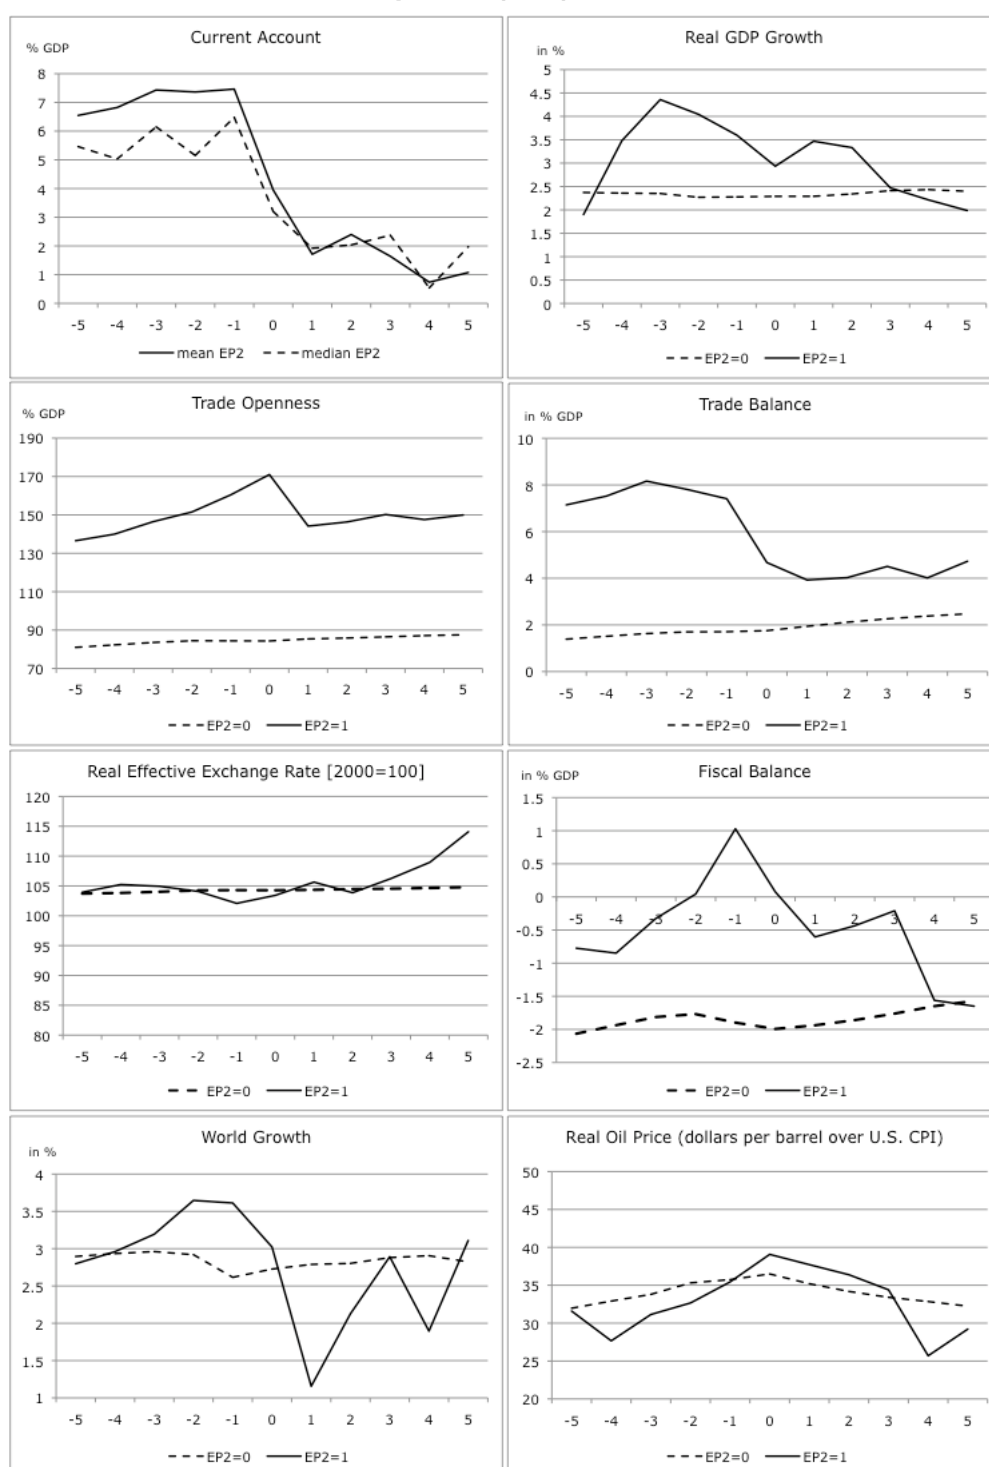 Current Account
% GDP
8
7
6
5
4
3
2
1
0
-5 -4 -3 -2 -1 0 1 2 3 4 5
mean EP2 median EP2
Real GDP Growth
in %
5
4.5
4
3.5
3
2.5
2
1.5
1
0.5
0
-5 -4 -3 -2 -1 0 1 2 3 4 5
EP2=0 EP2=1
Trade Openness
% GDP
190
170
150
130
110
90
70
-5 -4 -3 -2 -1 0 1 2 3 4 5
EP2=0 EP2=1
Trade Balance
in % GDP
10
8
6
4
2
0
-5 -4 -3 -2 -1 0 1 2 3 4 5
EP2=0 EP2=1
Real Effective Exchange Rate [2000=100]
120
115
110
105
100
95
90
85
80
-5 -4 -3 -2 -1 0 1 2 3 4 5
EP2=0 EP2=1
Fiscal Balance
in % GDP
1.5
1
0.5
0
-5 -4 -3 -2 -1 0 1 2 3 4 5
-0.5
-1
-1.5
-2
-2.5
EP2=0 EP2=1
World Growth
in %
4
3.5
3
2.5
2
1.5
1
-5 -4 -3 -2 -1 0 1 2 3 4 5
EP2=0 EP2=1
Real Oil Price (dollars per barrel over U.S. CPI)
50
45
40
35
30
25
20
-5 -4 -3 -2 -1 0 1 2 3 4 5
EP2=0 EP2=1